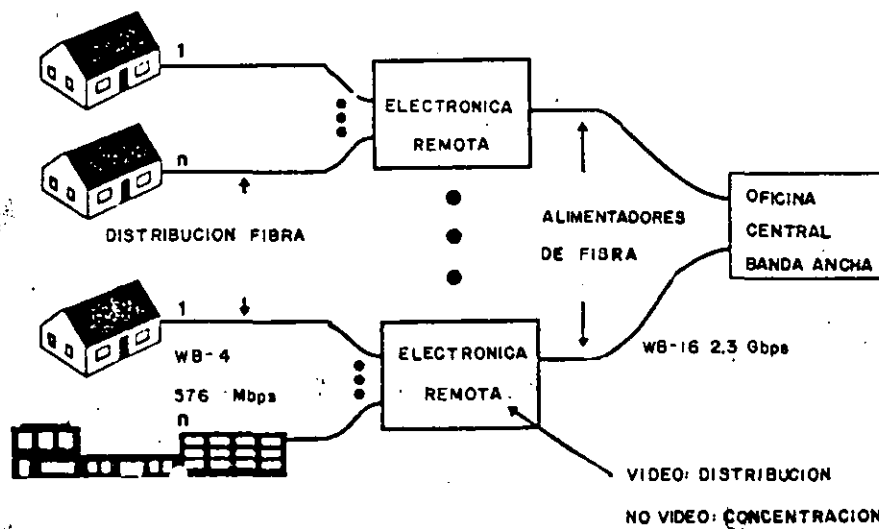 1
ELECTRONICA
REMOTA
n
DISTRIBUCION FIBRA
ALIMENTADORES
DE FIBRA
OFICINA
CENTRAL
BANDA ANCHA
1
WB-4
576 Mbps
n
ELECTRONICA
REMOTA
WB-16 2.3 Gbps
VIDEO: DISTRIBUCION
NO VIDEO: CONCENTRACION